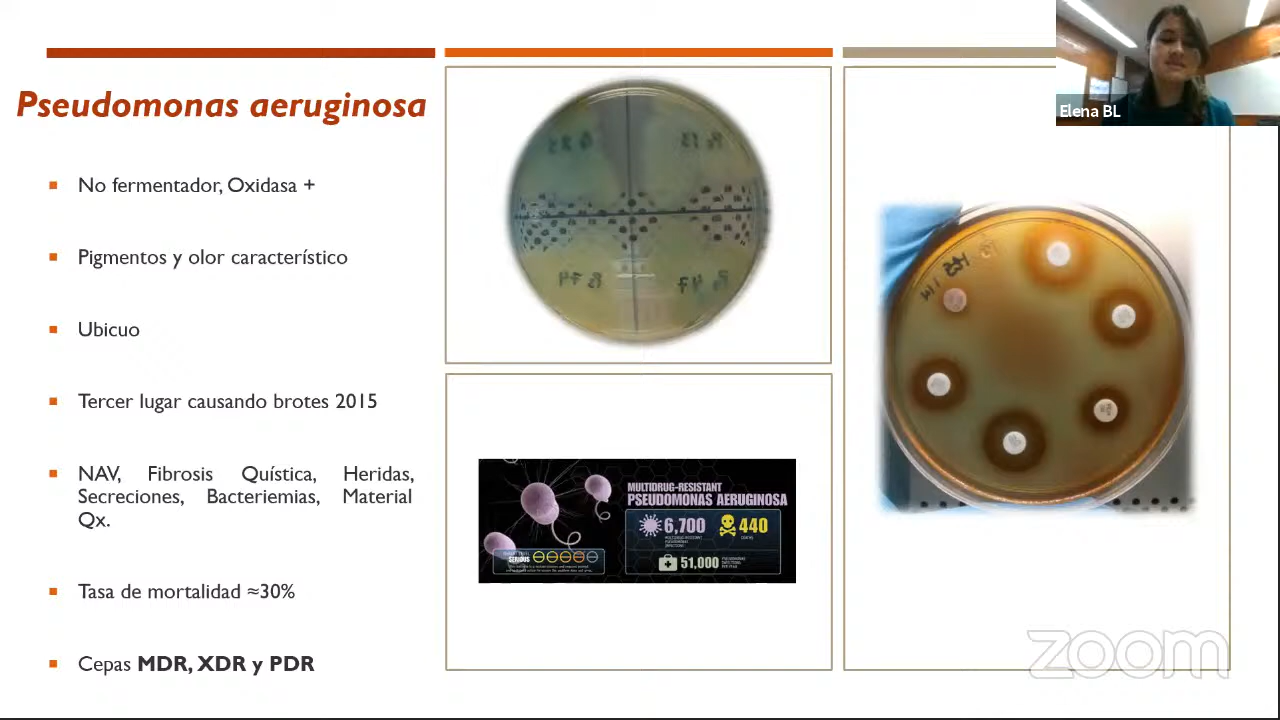 Pseudomonas aeruginosa
No fermentador, Oxidasa +
Pigmentos y olor característico
Ubicuo
Tercer lugar causando brotes 2015
NAV, Fibrosis Quística, Heridas,
Secreciones, Bacteriemias, Material
Qx.
Tasa de mortalidad ≈30%
Cepas MDR, XDR y PDR
MULTIDRUG-RESISTANT
PSEUDOMONAS AERUGINOSA
6,700
440
51,000
SERIOUS
Elena BL
zoom